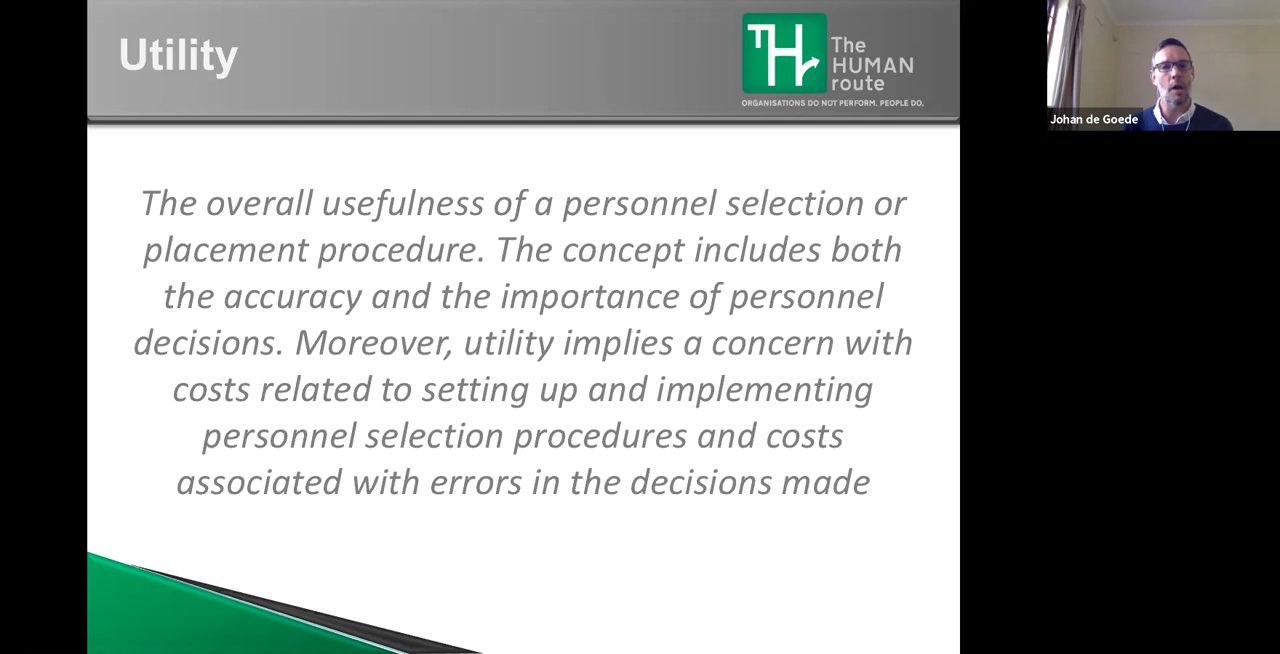 Utility
TH
The
HUMAN
route
ORGANISATIONS DO NOT PERFORM. PEOPLE DO.
Johan de Goede
The overall usefulness of a personnel selection or
placement procedure. The concept includes both
the accuracy and the importance of personnel
decisions. Moreover, utility implies a concern with
costs related to setting up and implementing
personnel selection procedures and costs
associated with errors in the decisions made